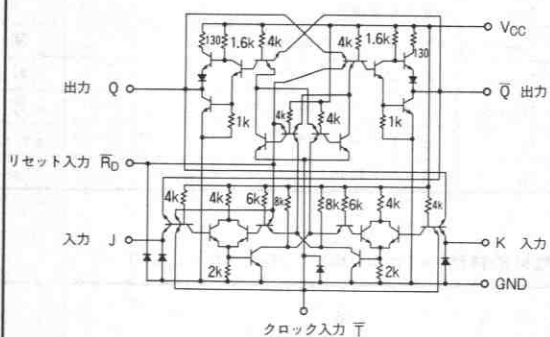 VCC
130 1.6k 4k 4k 1.6k 130
出力 Q
Q̅ 出力
1k 4k 4k 1k
リセット入力 R̅D
4k 4k 6k 8k 8k 6k 4k 4k
入力 J
K 入力
2k 2k
GND
クロック入力 T̅